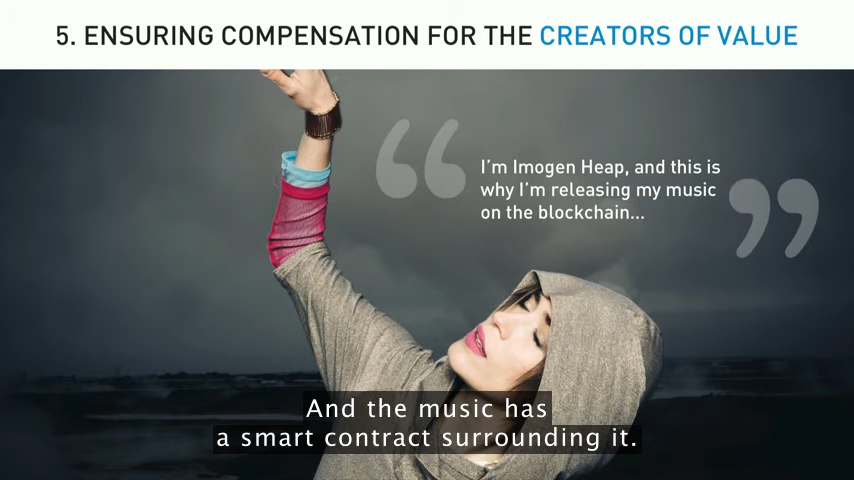 5. ENSURING COMPENSATION FOR THE CREATORS OF VALUE
“
I’m Imogen Heap, and this is
why I’m releasing my music
on the blockchain...
”
And the music has
a smart contract surrounding it.